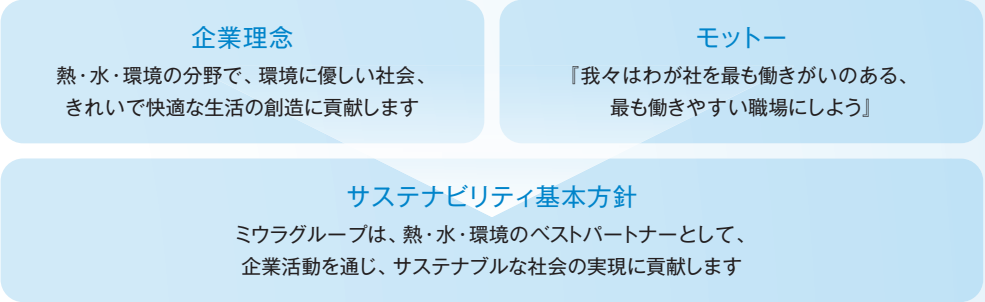 企業理念
熱・水・環境の分野で、環境に優しい社会、
きれいで快適な生活の創造に貢献します
モットー
『我々はわが社を最も働きがいのある、
最も働きやすい職場にしよう』
サステナビリティ基本方針
ミウラグループは、熱・水・環境のベストパートナーとして、
企業活動を通じ、サステナブルな社会の実現に貢献します